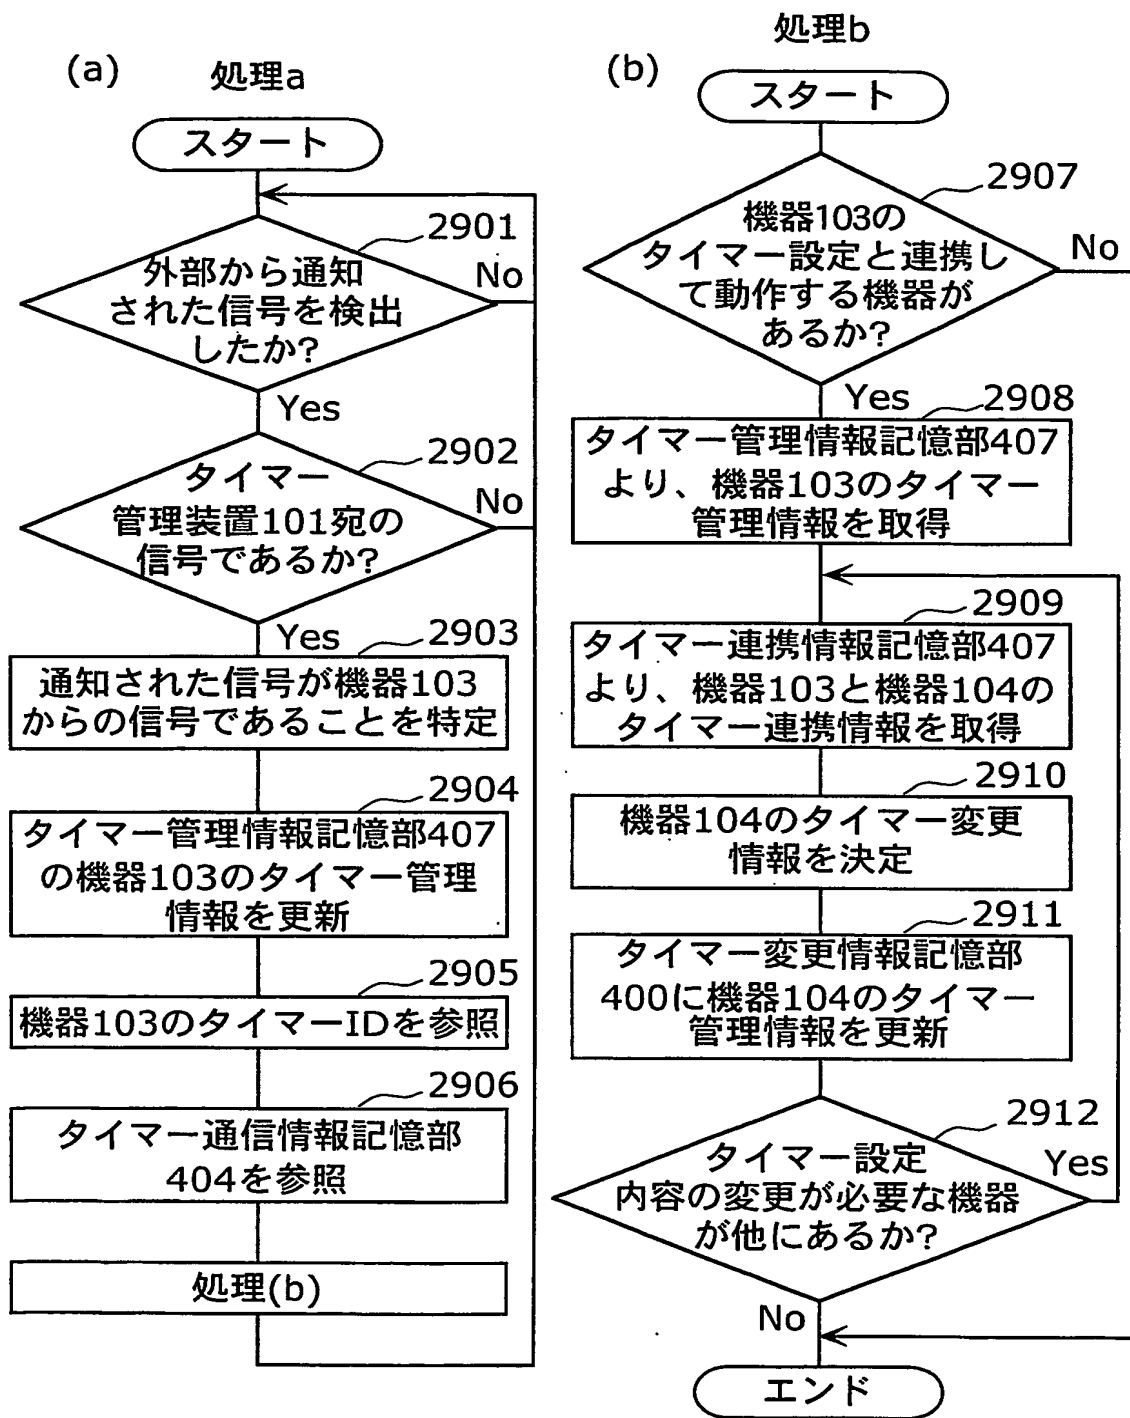 (a)
処理a
スタート
2901
外部から通知
された信号を検出
したか?
No
Yes
2902
タイマー
管理装置101宛の
信号であるか?
No
Yes
2903
通知された信号が機器103
からの信号であることを特定
2904
タイマー管理情報記憶部407
の機器103のタイマー管理
情報を更新
2905
機器103のタイマーIDを参照
2906
タイマー通信情報記憶部
404を参照
処理(b)
処理b
(b)
スタート
2907
機器103の
タイマー設定と連携し
て動作する機器が
あるか?
No
Yes
2908
タイマー管理情報記憶部407
より、機器103のタイマー
管理情報を取得
2909
タイマー連携情報記憶部407
より、機器103と機器104の
タイマー連携情報を取得
2910
機器104のタイマー変更
情報を決定
2911
タイマー変更情報記憶部
400に機器104のタイマー
管理情報を更新
2912
タイマー設定
内容の変更が必要な機器
が他にあるか?
Yes
No
エンド